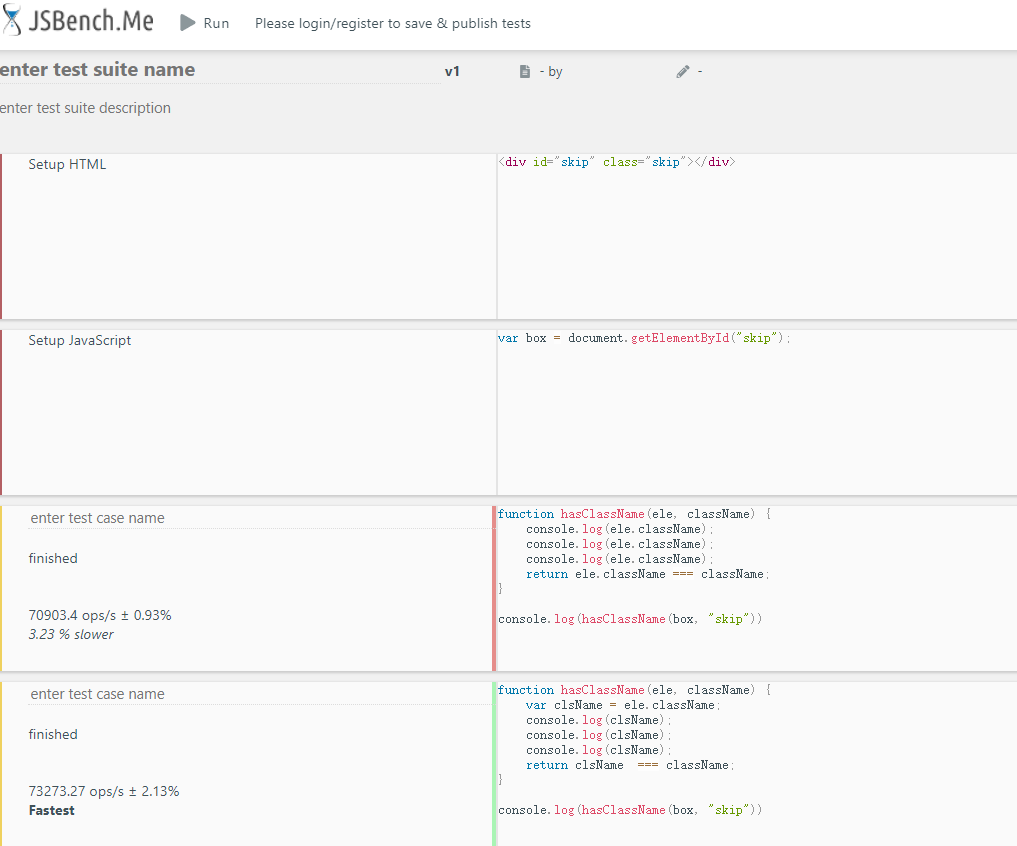 JSBench.Me Run Please login/register to save & publish tests
enter test suite name v1 - by -
enter test suite description
Setup HTML
<div id="skip" class="skip"></div>
Setup JavaScript
var box = document.getElementById("skip");
enter test case name
finished
70903.4 ops/s ± 0.93%
3.23 % slower
function hasClassName(ele, className) {
    console.log(ele.className);
    console.log(ele.className);
    console.log(ele.className);
    return ele.className === className;
}
console.log(hasClassName(box, "skip"))
enter test case name
finished
73273.27 ops/s ± 2.13%
Fastest
function hasClassName(ele, className) {
    var clsName = ele.className;
    console.log(clsName);
    console.log(clsName);
    console.log(clsName);
    return clsName  === className;
}
console.log(hasClassName(box, "skip"))